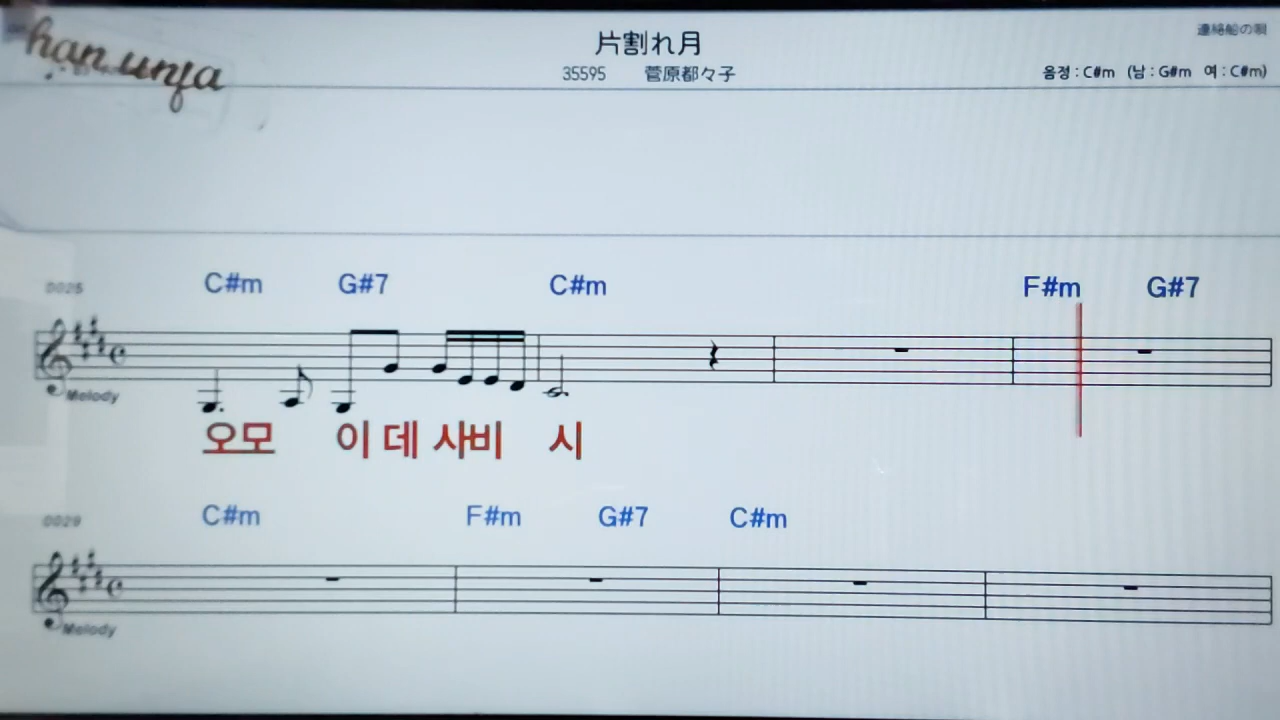 han unja
片割れ月
連絡船の唄
35595 菅原都々子
음정 : C#m (남 : G#m 여 : C#m)
0025
C#m G#7 C#m F#m G#7
Melody
오모 이 데 사비 시
0029
C#m F#m G#7 C#m
Melody